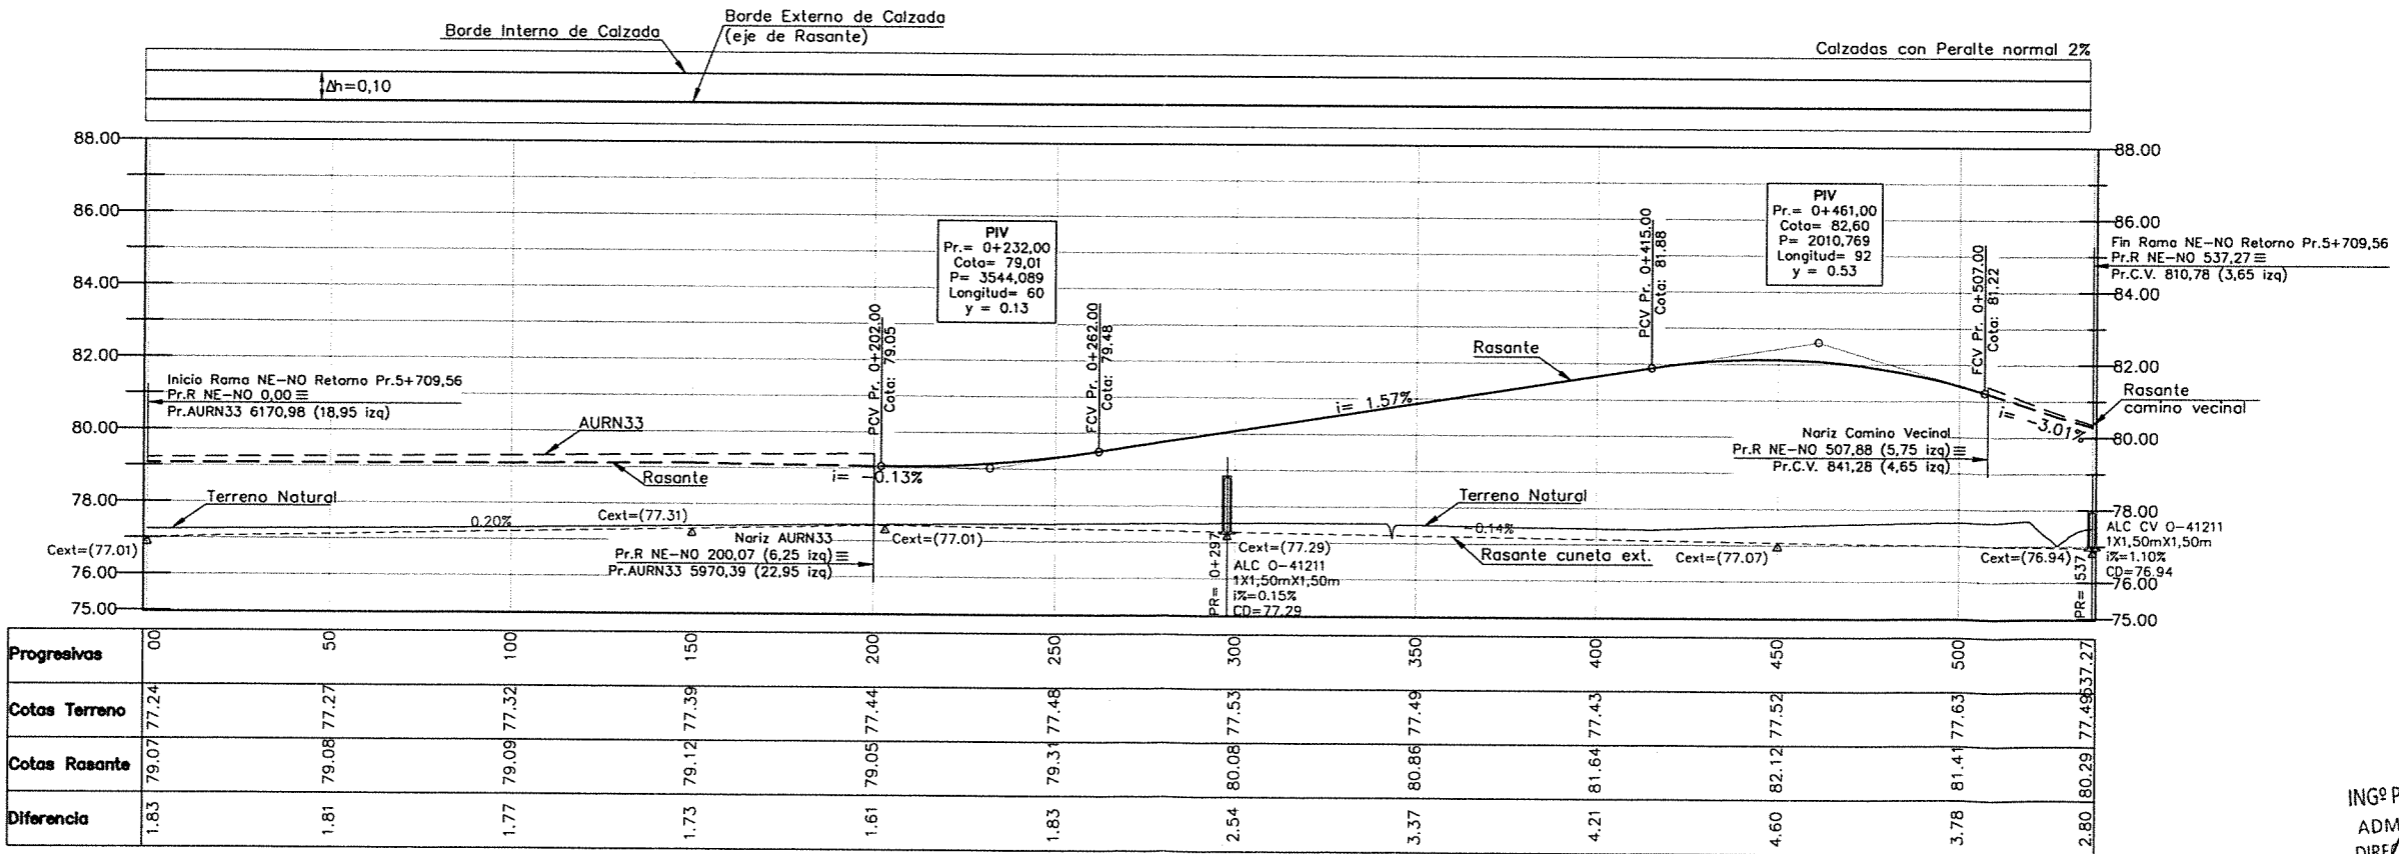 Borde Externo de Calzada
(eje de Rasante)
Borde Interno de Calzada
Calzadas con Peralte normal 2%
Δh=0,10
88.00
86.00
84.00
82.00
80.00
78.00
76.00
75.00
88.00
86.00
84.00
82.00
80.00
78.00
76.00
75.00
PIV
Pr.= 0+232,00
Cota= 79,01
P= 3544,089
Longitud= 60
y = 0.13
PIV
Pr.= 0+461,00
Cota= 82,60
P= 2010,769
Longitud= 92
y = 0.53
Fin Rama NE-NO Retorno Pr.5+709,56
Pr.R NE-NO 537,27 ≡
Pr.C.V. 810,78 (3,65 izq)
PCV Pr. 0+202.00
Cota: 79.05
FCV Pr. 0+262.00
Cota: 79.48
PCV Pr. 0+415.00
Cota: 81.88
FCV Pr. 0+507.00
Cota: 81.22
Inicio Rama NE-NO Retorno Pr.5+709,56
Pr.R NE-NO 0,00 ≡
Pr.AURN33 6170,98 (18,95 izq)
Rasante
i= 1.57%
Rasante
camino vecinal
i= -3.01%
AURN33
Rasante
i= -0.13%
Nariz Camino Vecinal
Pr.R NE-NO 507,88 (5,75 izq) ≡
Pr.C.V. 841,28 (4,65 izq)
Terreno Natural
0.20%
Cext=(77.31)
Cext=(77.01)
Nariz AURN33
Pr.R NE-NO 200,07 (6,25 izq) ≡
Pr.AURN33 5970,39 (22,95 izq)
Cext=(77.01)
PR= 0+297
Cext=(77.29)
ALC O-41211
1X1,50mX1,50m
i%=0.15%
CD=77.29
Terreno Natural
-0.14%
Rasante cuneta ext.
Cext=(77.07)
Cext=(76.94)
PR= 537
ALC CV O-41211
1X1,50mX1,50m
i%=1.10%
CD=76.94
Progresivas 00 50 100 150 200 250 300 350 400 450 500 537.27
Cotas Terreno 77.24 77.27 77.32 77.39 77.44 77.48 77.53 77.49 77.43 77.52 77.63 77.49
Cotas Rasante 79.07 79.08 79.09 79.12 79.05 79.31 80.08 80.86 81.64 82.12 81.41 80.29
Diferencia 1.83 1.81 1.77 1.73 1.61 1.83 2.54 3.37 4.21 4.60 3.78 2.80
INGº P
ADM
DIRE